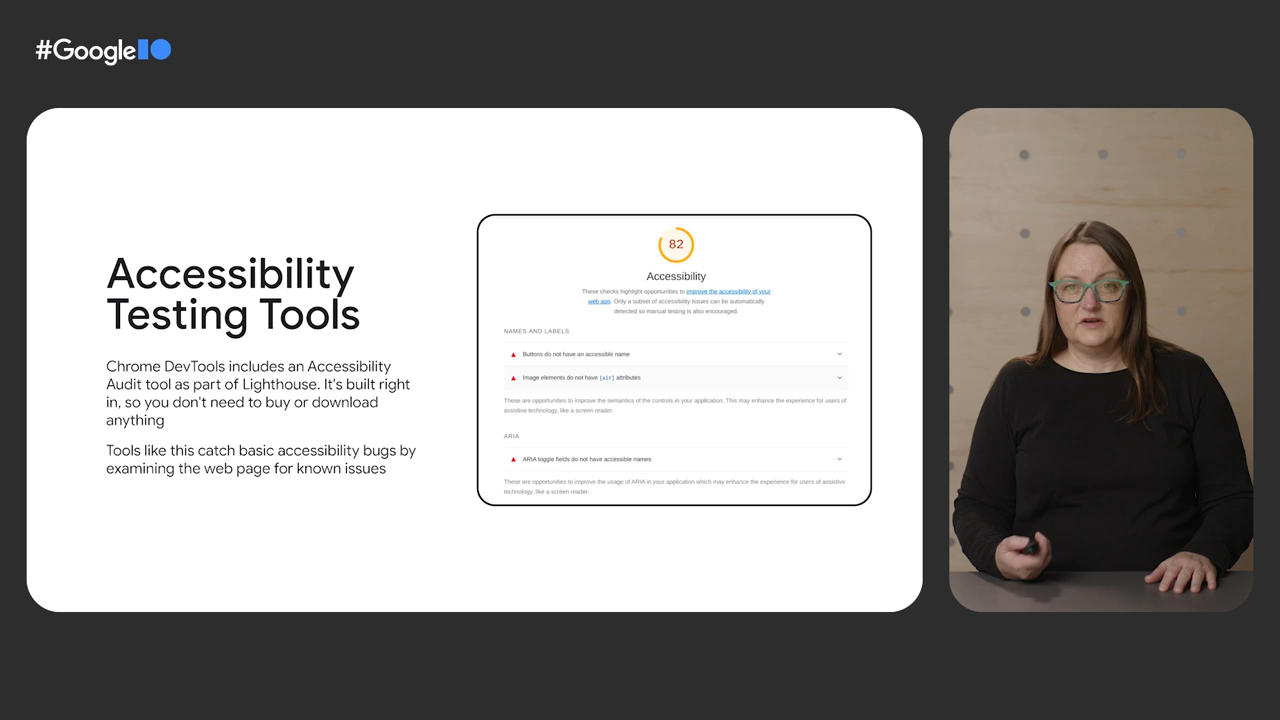 #GoogleIO
Accessibility
Testing Tools
Chrome DevTools includes an Accessibility
Audit tool as part of Lighthouse. It's built right
in, so you don't need to buy or download
anything
Tools like this catch basic accessibility bugs by
examining the web page for known issues
82
Accessibility
These checks highlight opportunities to improve the accessibility of your
web app. Only a subset of accessibility issues can be automatically
detected so manual testing is also encouraged.
NAMES AND LABELS
Buttons do not have an accessible name
Image elements do not have [alt] attributes
These are opportunities to improve the semantics of the controls in your application. This may enhance the experience for users of
assistive technology, like a screen reader.
ARIA
ARIA toggle fields do not have accessible names
These are opportunities to improve the usage of ARIA in your application which may enhance the experience for users of assistive
technology, like a screen reader.